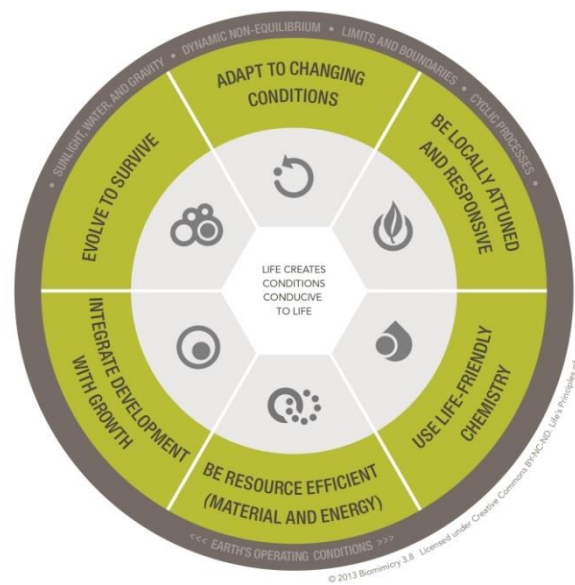 • SUNLIGHT, WATER, AND GRAVITY • DYNAMIC NON-EQUILIBRIUM • LIMITS AND BOUNDARIES • CYCLIC PROCESSES •
ADAPT TO CHANGING
CONDITIONS
BE LOCALLY ATTUNED
AND RESPONSIVE
USE LIFE-FRIENDLY
CHEMISTRY
BE RESOURCE EFFICIENT
(MATERIAL AND ENERGY)
INTEGRATE DEVELOPMENT
WITH GROWTH
EVOLVE TO SURVIVE
LIFE CREATES
CONDITIONS
CONDUCIVE
TO LIFE
<<< EARTH'S OPERATING CONDITIONS >>>
© 2013 Biomimicry 3.8 Licensed under Creative Commons BY-NC-ND. Life's Principles of